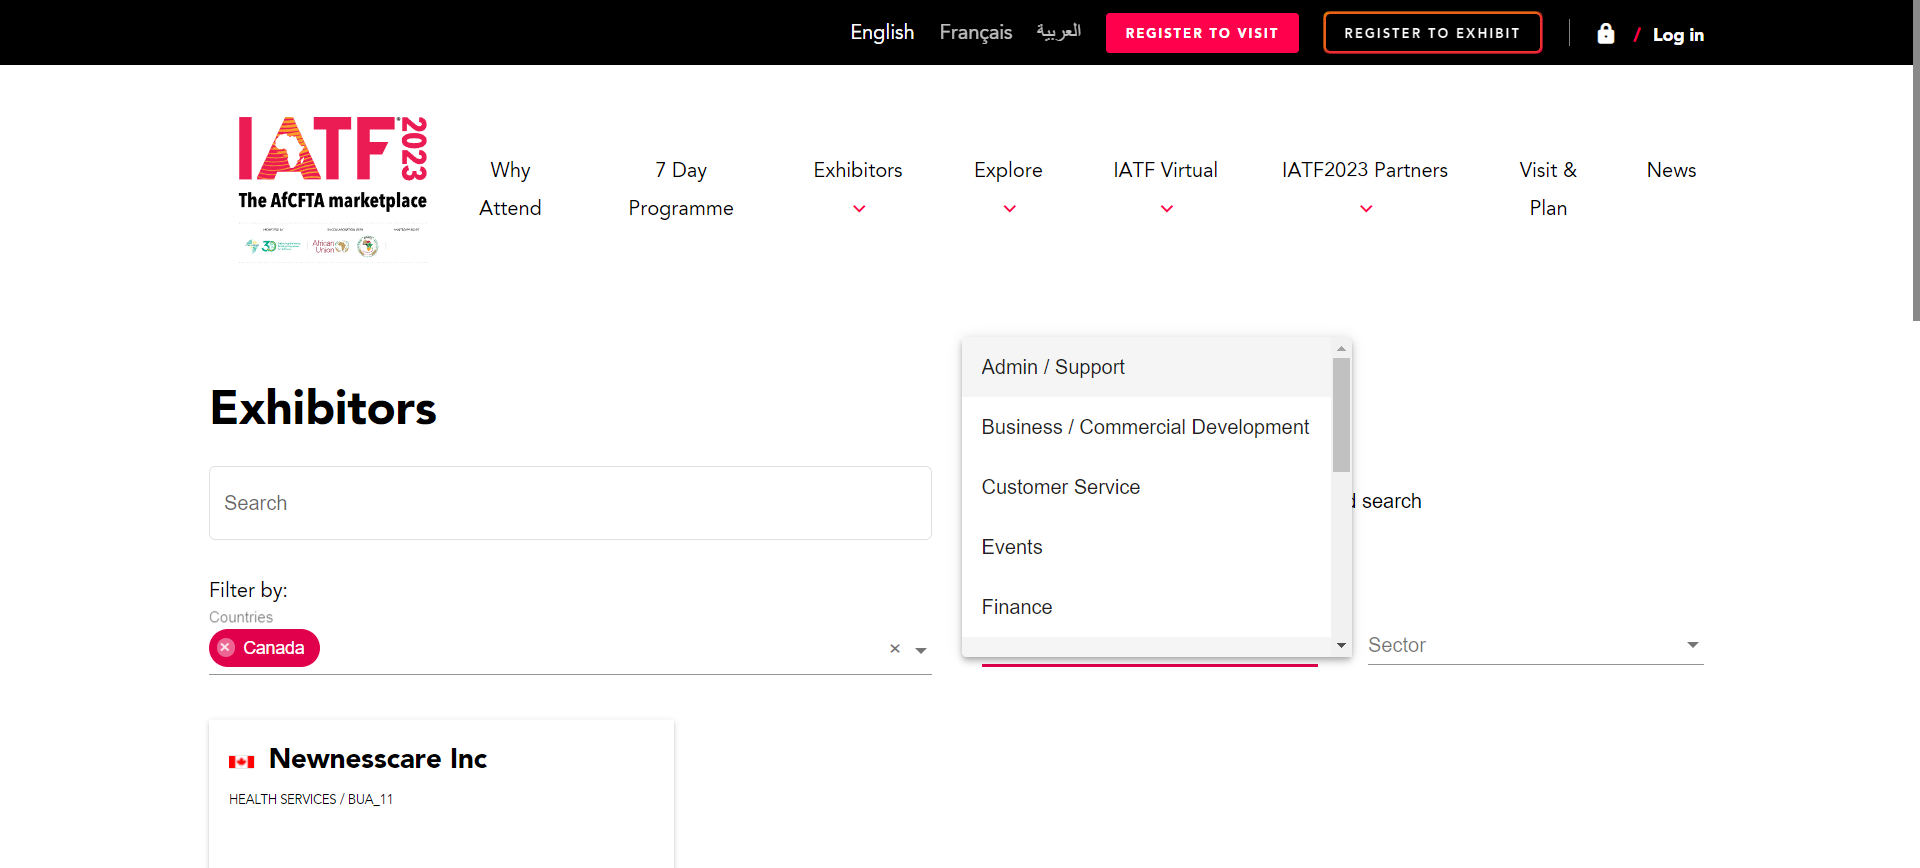 English Français العربية REGISTER TO VISIT REGISTER TO EXHIBIT / Log in
IATF 2023
The AfCFTA marketplace
African Union
Why Attend
7 Day Programme
Exhibitors
Explore
IATF Virtual
IATF2023 Partners
Visit & Plan
News
Exhibitors
Search
Admin / Support
Business / Commercial Development
Customer Service
Events
Finance
search
Filter by:
Countries
Canada
Sector
Newnesscare Inc
HEALTH SERVICES / BUA_11